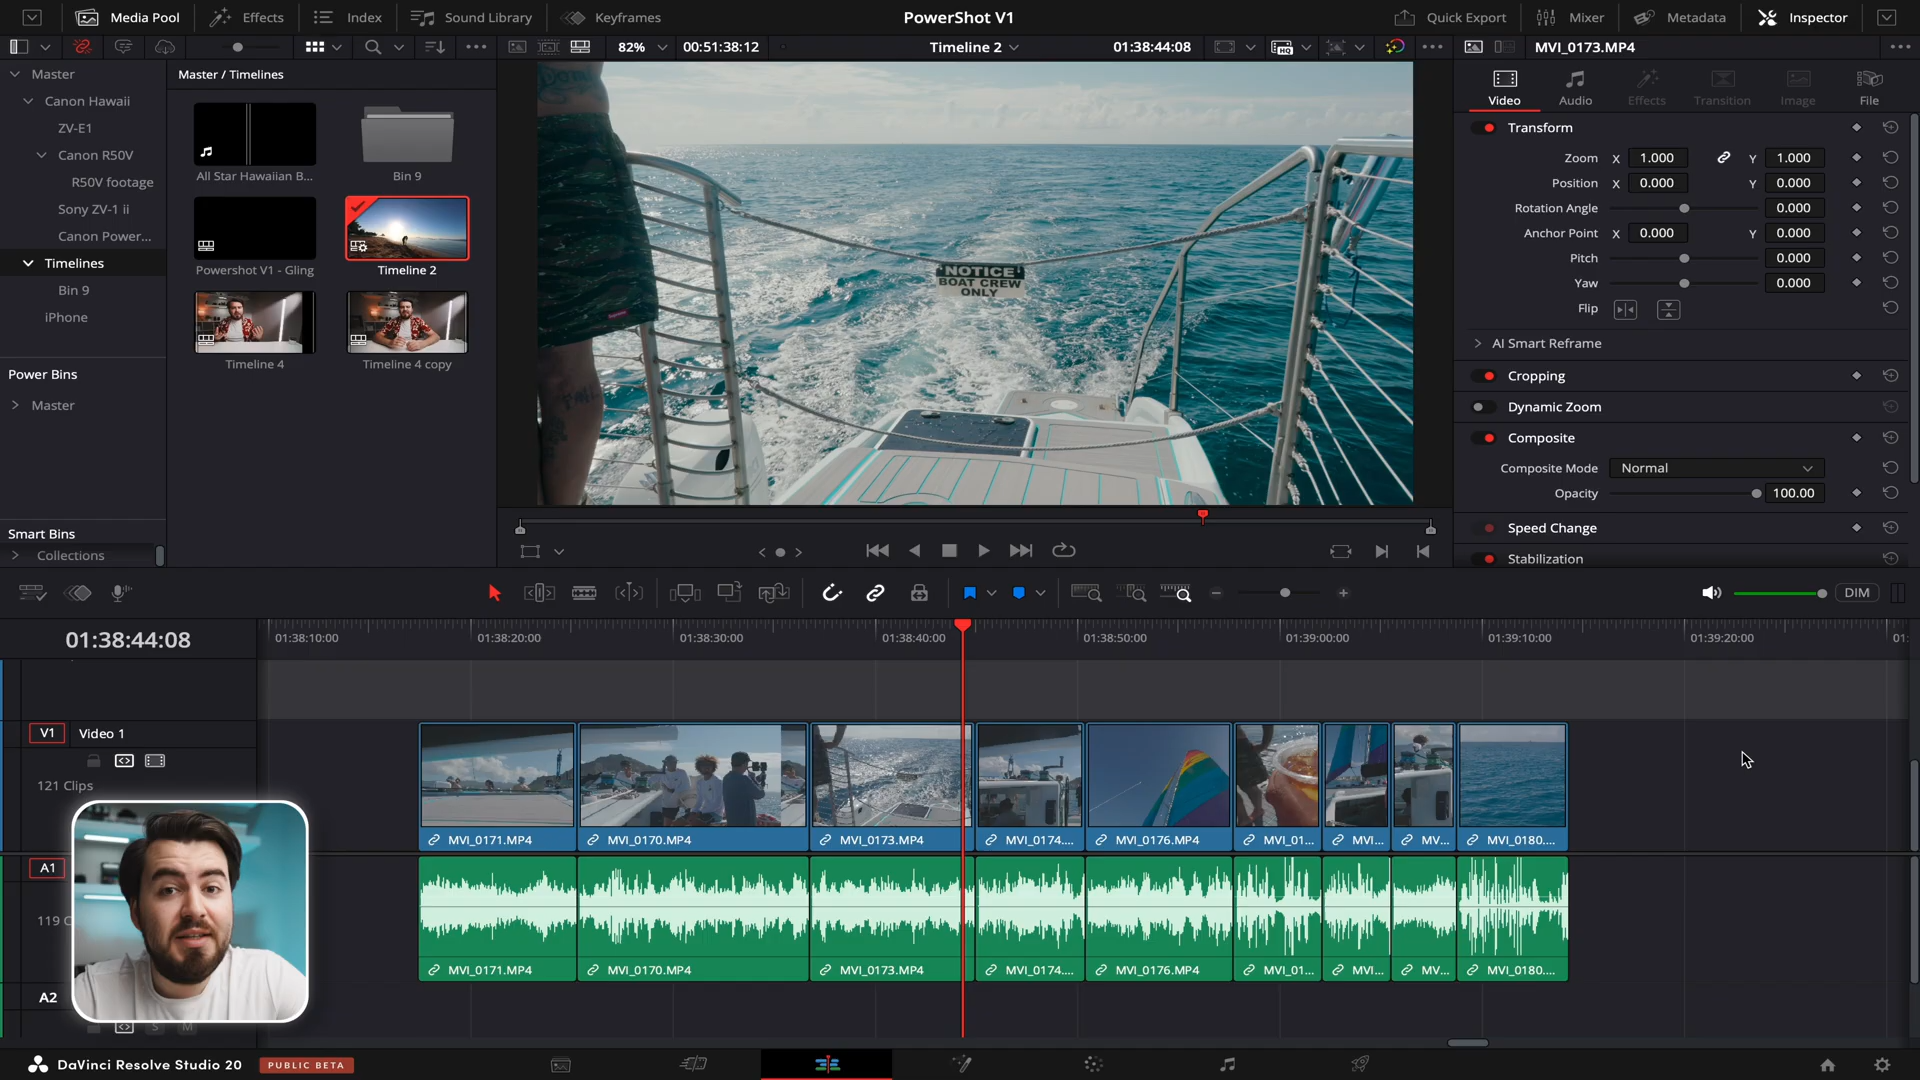 Media Pool
Effects
Index
Sound Library
Keyframes
PowerShot V1
Quick Export
Mixer
Metadata
Inspector
82%
00:51:38:12
Timeline 2
01:38:44:08
MVI_0173.MP4
Master
Canon Hawaii
ZV-E1
Canon R50V
R50V footage
Sony ZV-1 ii
Canon Power...
Timelines
Bin 9
iPhone
Power Bins
Master
Smart Bins
Collections
Master / Timelines
All Star Hawaiian B...
Bin 9
Powershot V1 - Gling
Timeline 2
Timeline 4
Timeline 4 copy
NOTICE
BOAT CREW
ONLY
Video
Audio
Effects
Transition
Image
File
Transform
Zoom X 1.000 Y 1.000
Position X 0.000 Y 0.000
Rotation Angle 0.000
Anchor Point X 0.000 Y 0.000
Pitch 0.000
Yaw 0.000
Flip
AI Smart Reframe
Cropping
Dynamic Zoom
Composite
Composite Mode Normal
Opacity 100.00
Speed Change
Stabilization
DIM
01:38:44:08
01:38:10:00
01:38:20:00
01:38:30:00
01:38:40:00
01:38:50:00
01:39:00:00
01:39:10:00
01:39:20:00
01:
V1 Video 1
121 Clips
MVI_0171.MP4
MVI_0170.MP4
MVI_0173.MP4
MVI_0174....
MVI_0176.MP4
MVI_01...
MVI...
MV...
MVI_0180....
A1
119 C
MVI_0171.MP4
MVI_0170.MP4
MVI_0173.MP4
MVI_0174....
MVI_0176.MP4
MVI_01...
MVI...
MV...
MVI_0180....
A2
S
M
DaVinci Resolve Studio 20
PUBLIC BETA